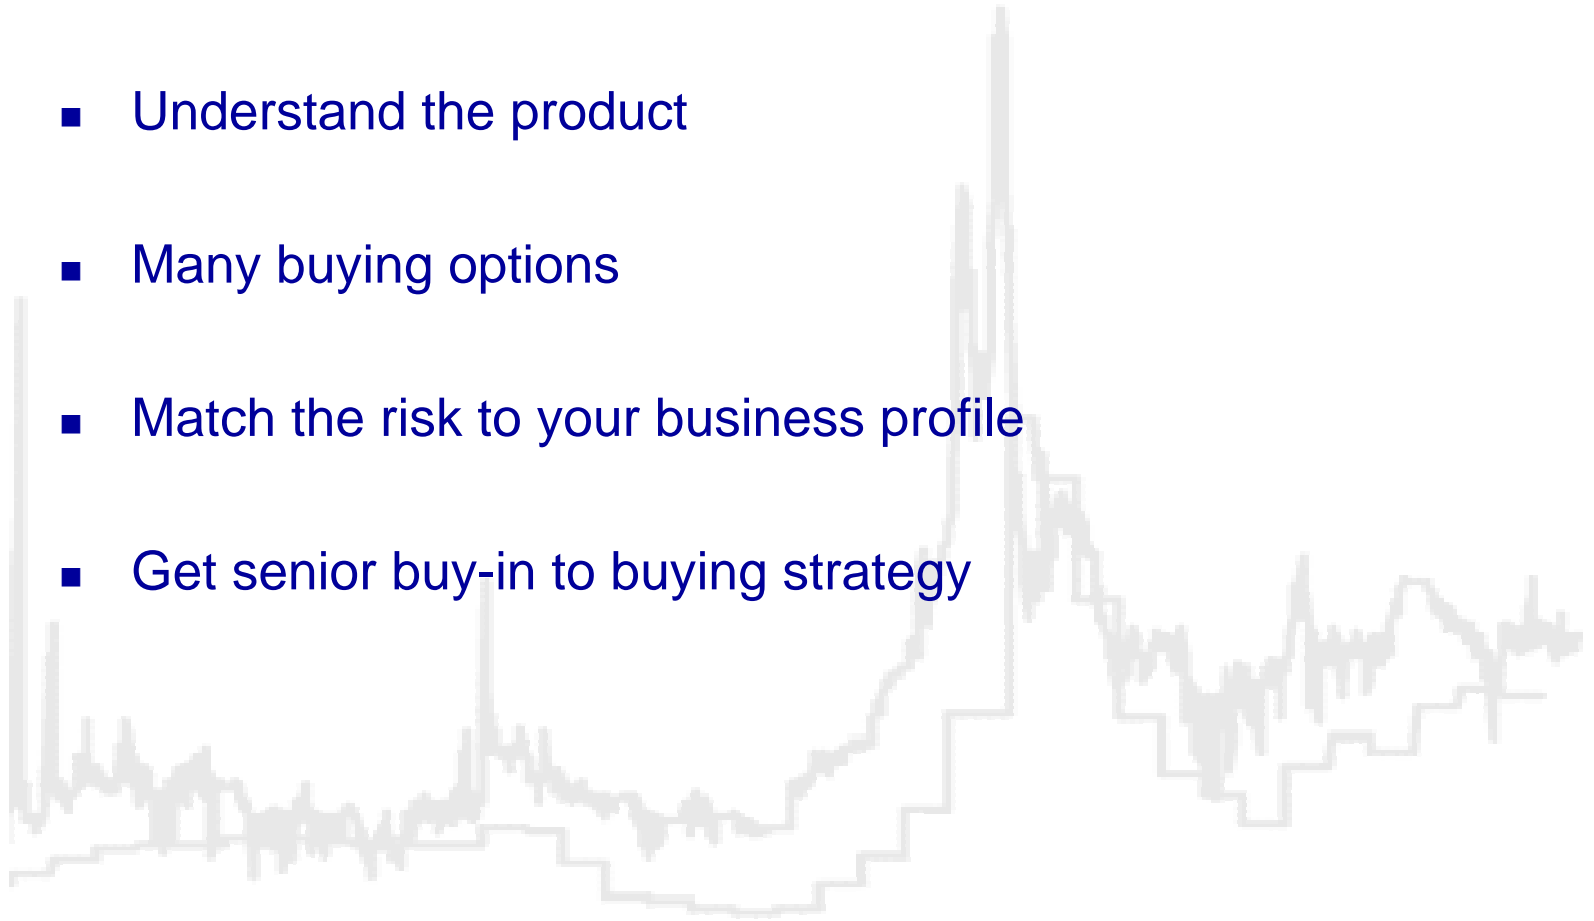 ▪ Understand the product
▪ Many buying options
▪ Match the risk to your business profile
▪ Get senior buy-in to buying strategy